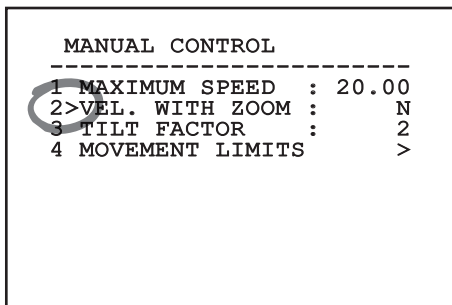 MANUAL CONTROL
-------------------------
1 MAXIMUM SPEED : 20.00
2>VEL. WITH ZOOM : N
3 TILT FACTOR : 2
4 MOVEMENT LIMITS >